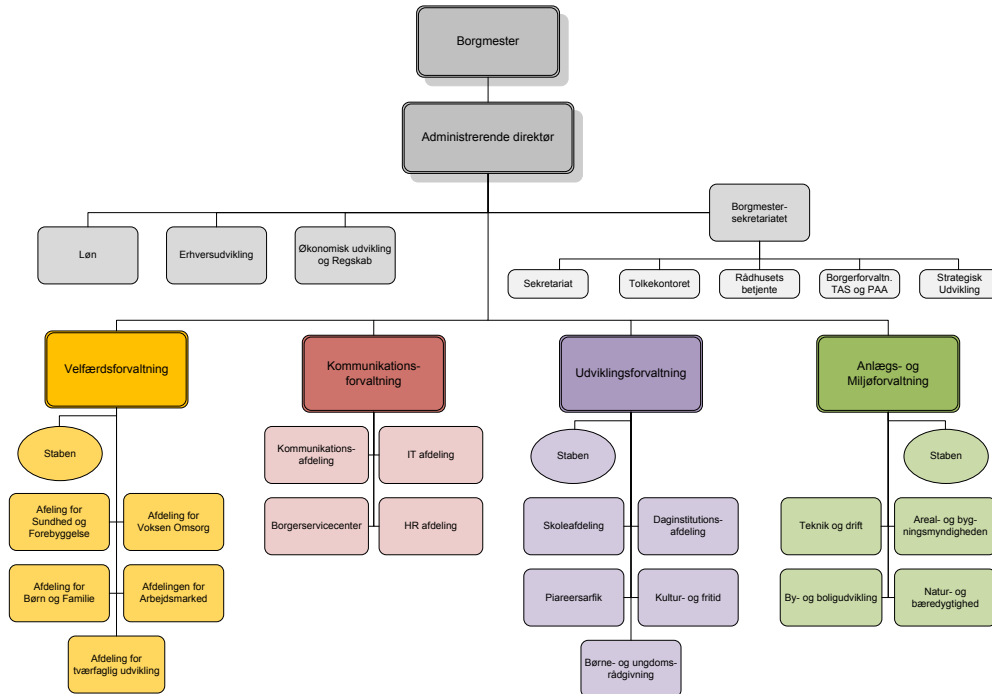 Borgmester
Administrerende direktør
Borgmester-
sekretariatet
Løn
Erhversudvikling
Økonomisk udvikling
og Regskab
Sekretariat
Tolkekontoret
Rådhusets
betjente
Borgerforvaltn.
TAS og PAA
Strategisk
Udvikling
Velfærdsforvaltning
Kommunikations-
forvaltning
Udviklingsforvaltning
Anlægs- og
Miljøforvaltning
Staben
Afeling for
Sundhed og
Forebyggelse
Afdeling for
Voksen Omsorg
Afdeling for
Børn og Familie
Afdelingen for
Arbejdsmarked
Afdeling for
tværfaglig udvikling
Kommunikations-
afdeling
IT afdeling
Borgerservicecenter
HR afdeling
Staben
Skoleafdeling
Daginstitutions-
afdeling
Piareersarfik
Kultur- og fritid
Børne- og ungdoms-
rådgivning
Staben
Teknik og drift
Areal- og byg-
ningsmyndigheden
By- og boligudvikling
Natur- og
bæredygtighed